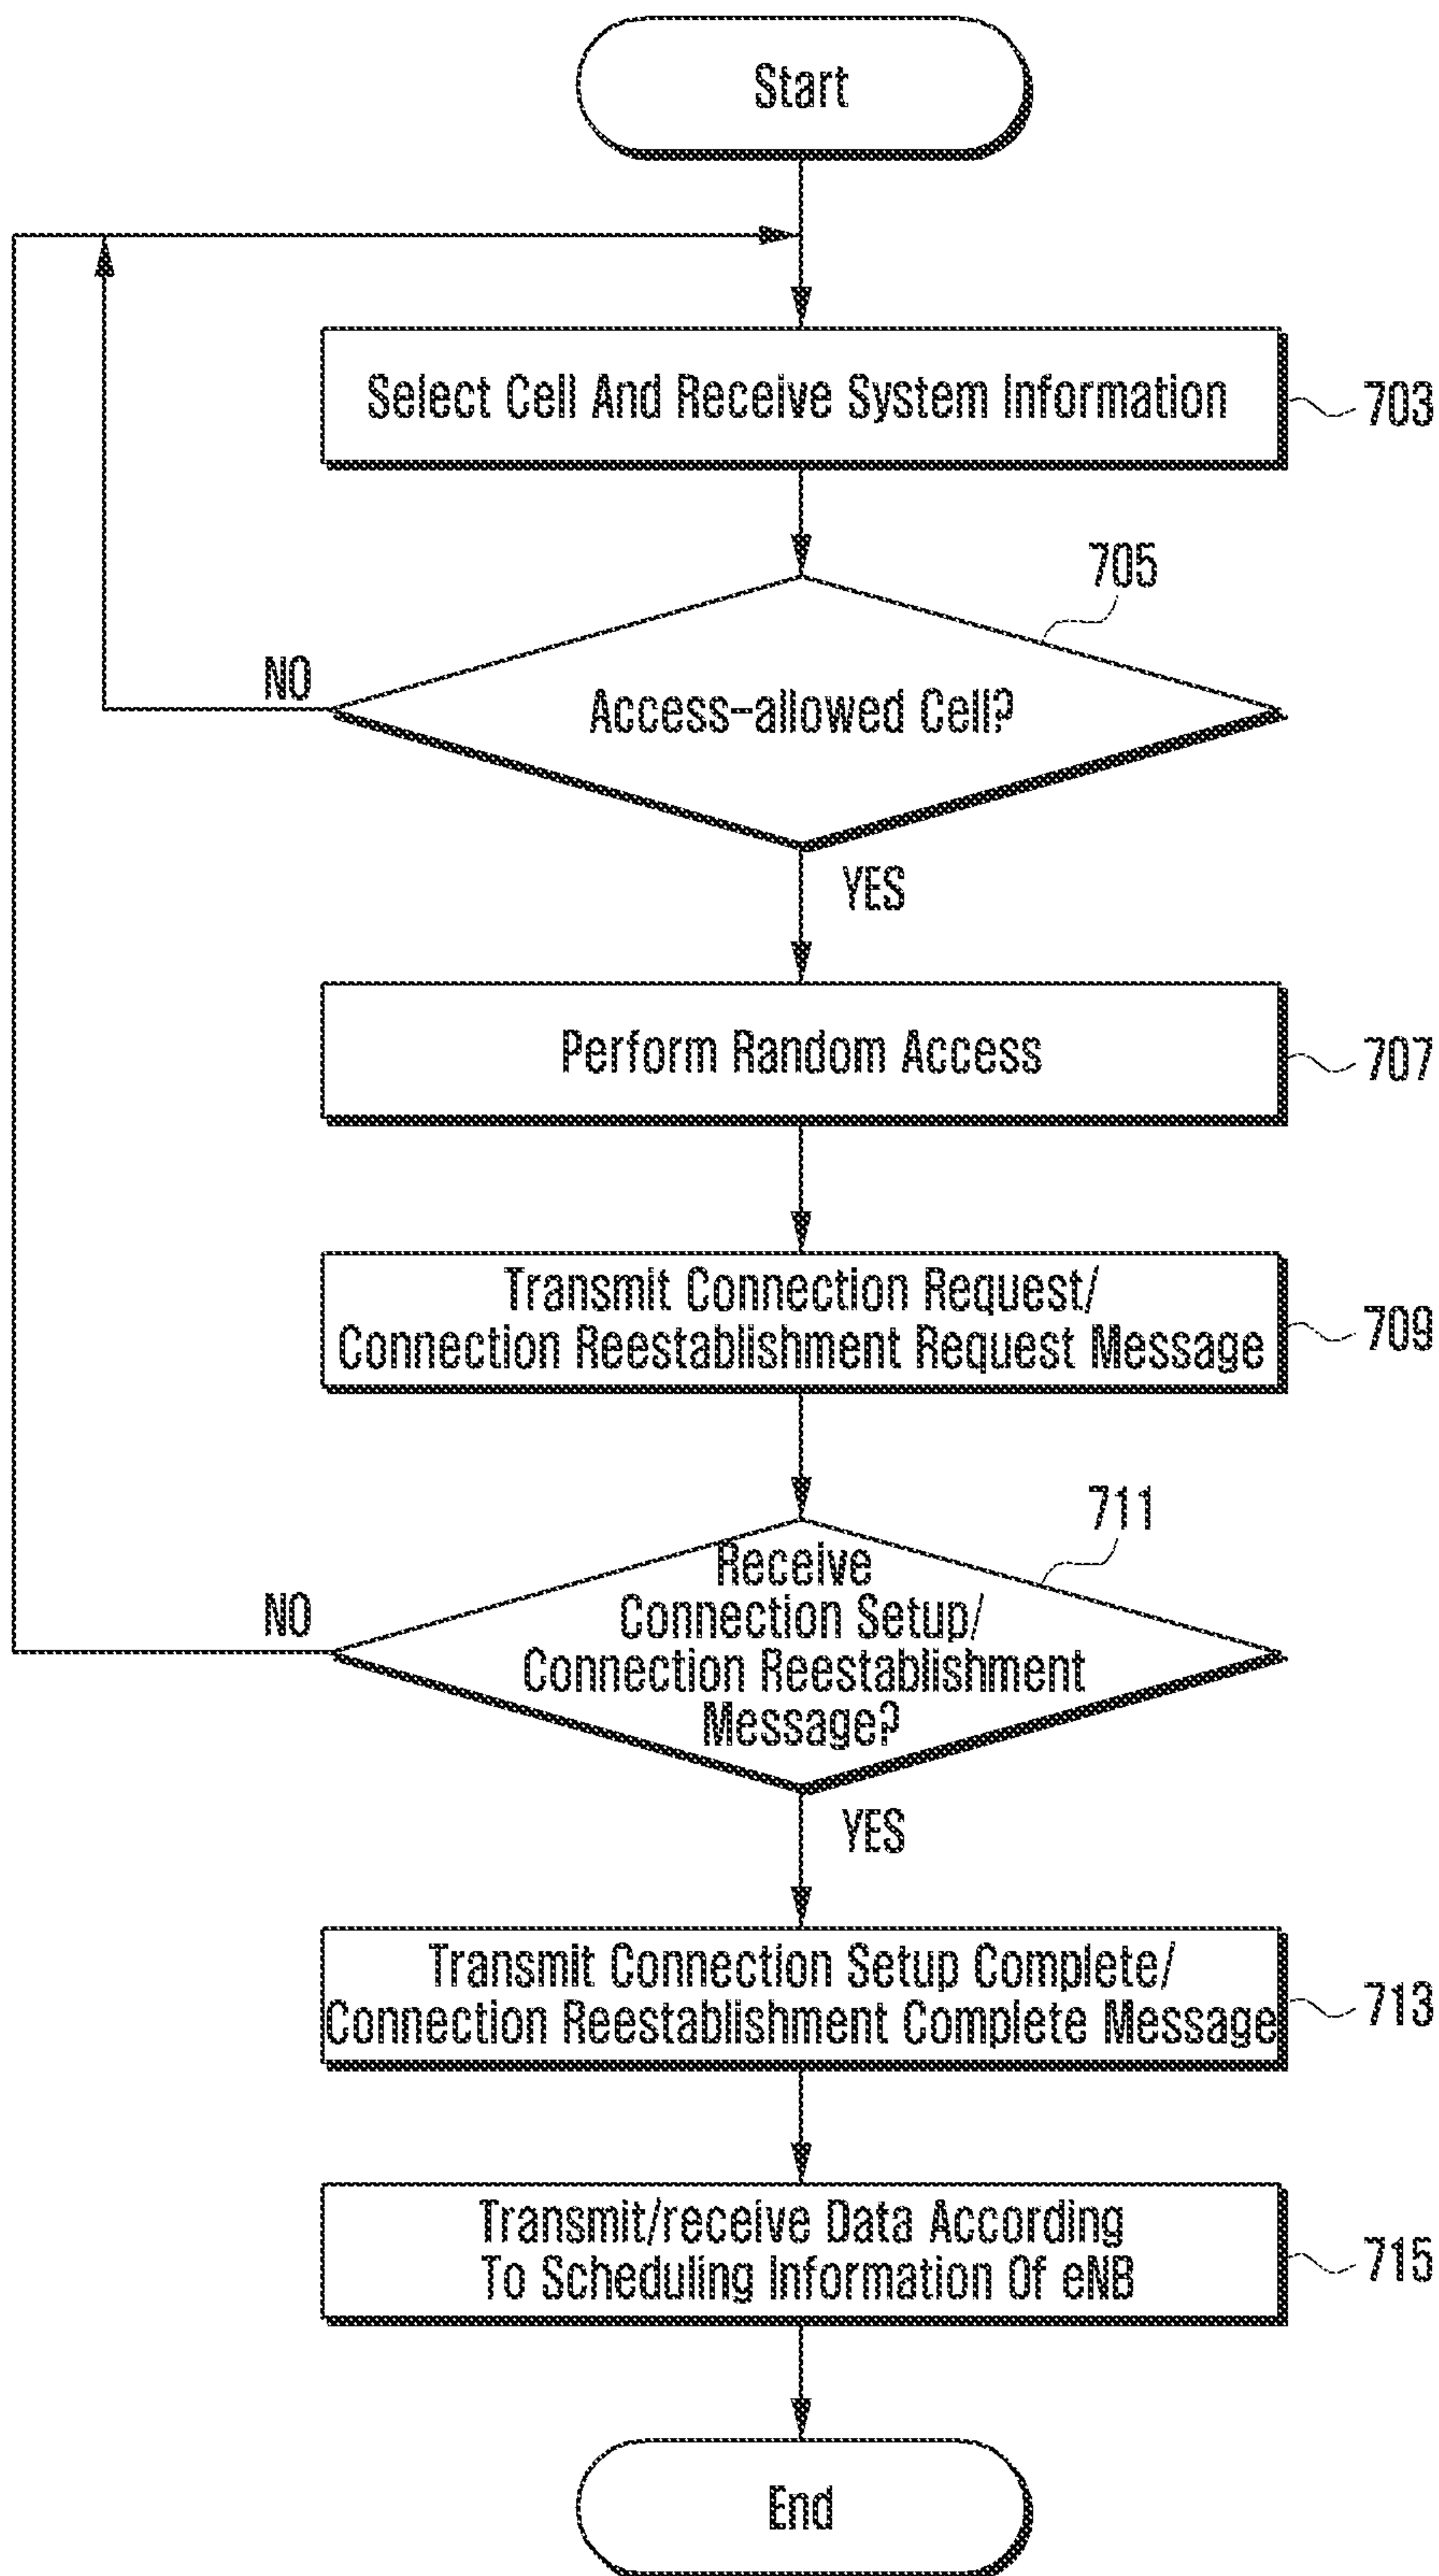 Start
Select Cell And Receive System Information
703
705
NO
Access-allowed Cell?
YES
Perform Random Access
707
Transmit Connection Request/
Connection Reestablishment Request Message
709
711
Receive
NO
Connection Setup/
Connection Reestablishment
Message?
YES
Transmit Connection Setup Complete/
Connection Reestablishment Complete Message
713
Transmit/receive Data According
To Scheduling Information Of eNB
715
End